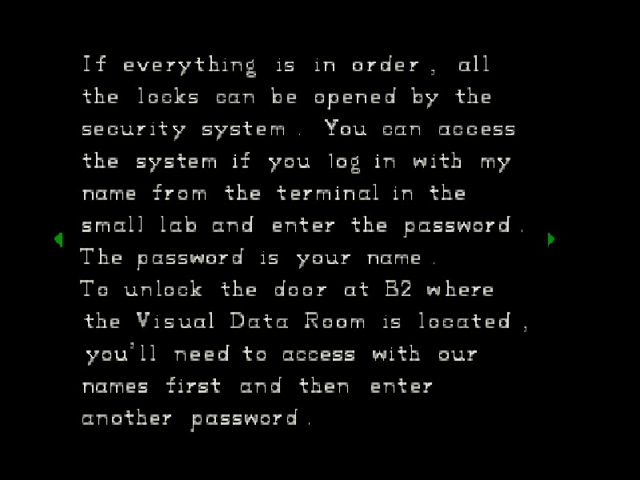 If everything is in order, all
the locks can be opened by the
security system. You can access
the system if you log in with my
name from the terminal in the
small lab and enter the password.
The password is your name.
To unlock the door at B2 where
the Visual Data Room is located,
you'll need to access with our
names first and then enter
another password.